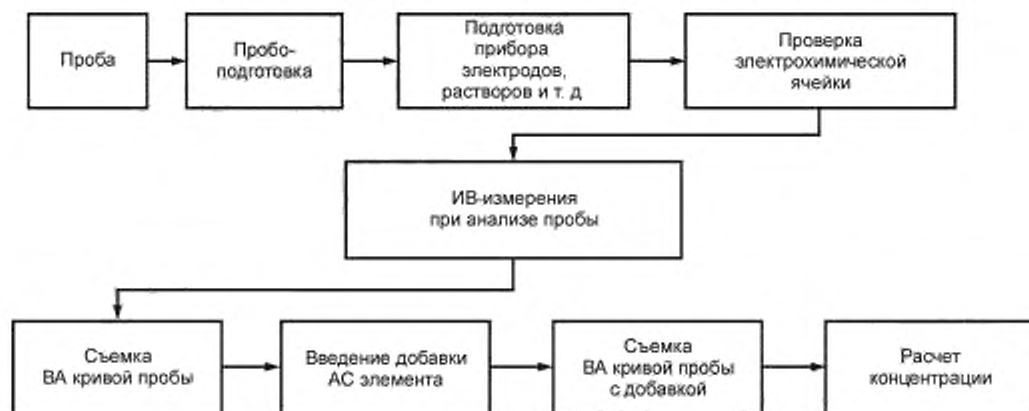 Проба
Пробо-
подготовка
Подготовка
прибора
электродов,
растворов и т. д
Проверка
электрохимической
ячейки
ИВ-измерения
при анализе пробы
Съемка
ВА кривой пробы
Введение добавки
АС элемента
Съемка
ВА кривой пробы
с добавкой
Расчет
концентрации